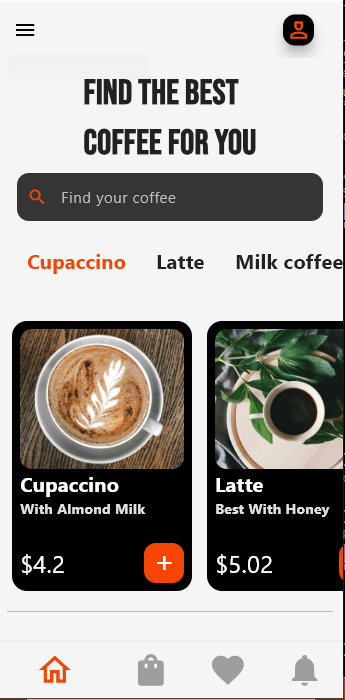 FIND THE BEST
COFFEE FOR YOU
Find your coffee
Cupaccino Latte Milk coffee
Cupaccino
With Almond Milk
$4.2
+
Latte
Best With Honey
$5.02